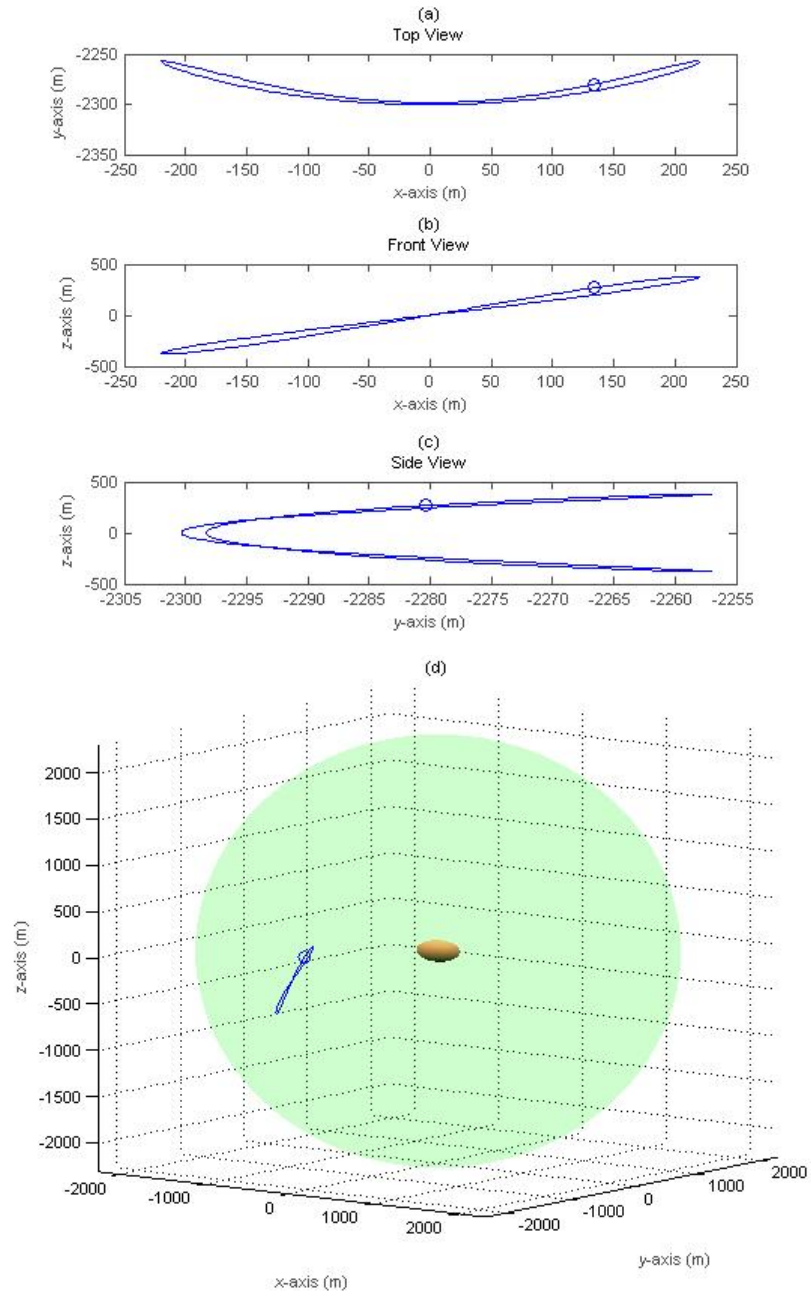 (a)
Top View
-2250
-2300
-2350
y-axis (m)
-250 -200 -150 -100 -50 0 50 100 150 200 250
x-axis (m)
(b)
Front View
500
0
-500
z-axis (m)
-250 -200 -150 -100 -50 0 50 100 150 200 250
x-axis (m)
(c)
Side View
500
0
-500
z-axis (m)
-2305 -2300 -2295 -2290 -2285 -2280 -2275 -2270 -2265 -2260 -2255
y-axis (m)
(d)
2000
1500
1000
500
0
-500
-1000
-1500
-2000
z-axis (m)
-2000 -1000 0 1000 2000
x-axis (m)
-2000 -1000 0 1000 2000
y-axis (m)